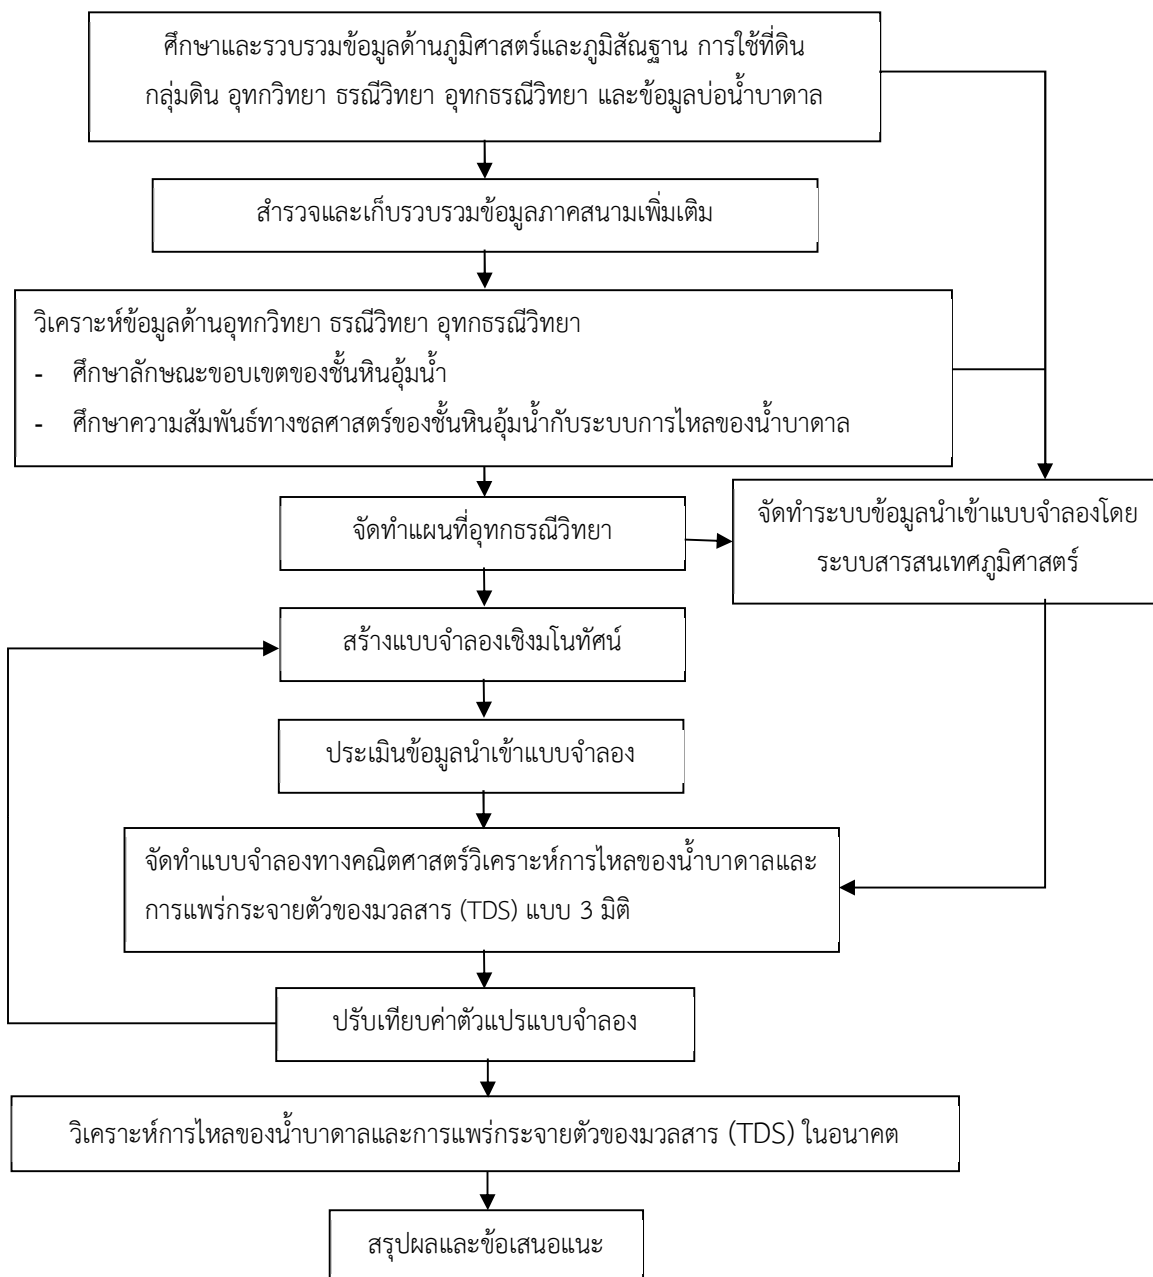 ศึกษาและรวบรวมข้อมูลด้านภูมิศาสตร์และภูมิสัณฐาน การใช้ที่ดิน
กลุ่มดิน อุทกวิทยา ธรณีวิทยา อุทกธรณีวิทยา และข้อมูลบ่อน้ำบาดาล
สำรวจและเก็บรวบรวมข้อมูลภาคสนามเพิ่มเติม
วิเคราะห์ข้อมูลด้านอุทกวิทยา ธรณีวิทยา อุทกธรณีวิทยา
- ศึกษาลักษณะขอบเขตของชั้นหินอุ้มน้ำ
- ศึกษาความสัมพันธ์ทางชลศาสตร์ของชั้นหินอุ้มน้ำกับระบบการไหลของน้ำบาดาล
จัดทำแผนที่อุทกธรณีวิทยา
จัดทำระบบข้อมูลนำเข้าแบบจำลองโดย
ระบบสารสนเทศภูมิศาสตร์
สร้างแบบจำลองเชิงมโนทัศน์
ประเมินข้อมูลนำเข้าแบบจำลอง
จัดทำแบบจำลองทางคณิตศาสตร์วิเคราะห์การไหลของน้ำบาดาลและ
การแพร่กระจายตัวของมวลสาร (TDS) แบบ 3 มิติ
ปรับเทียบค่าตัวแปรแบบจำลอง
วิเคราะห์การไหลของน้ำบาดาลและการแพร่กระจายตัวของมวลสาร (TDS) ในอนาคต
สรุปผลและข้อเสนอแนะ